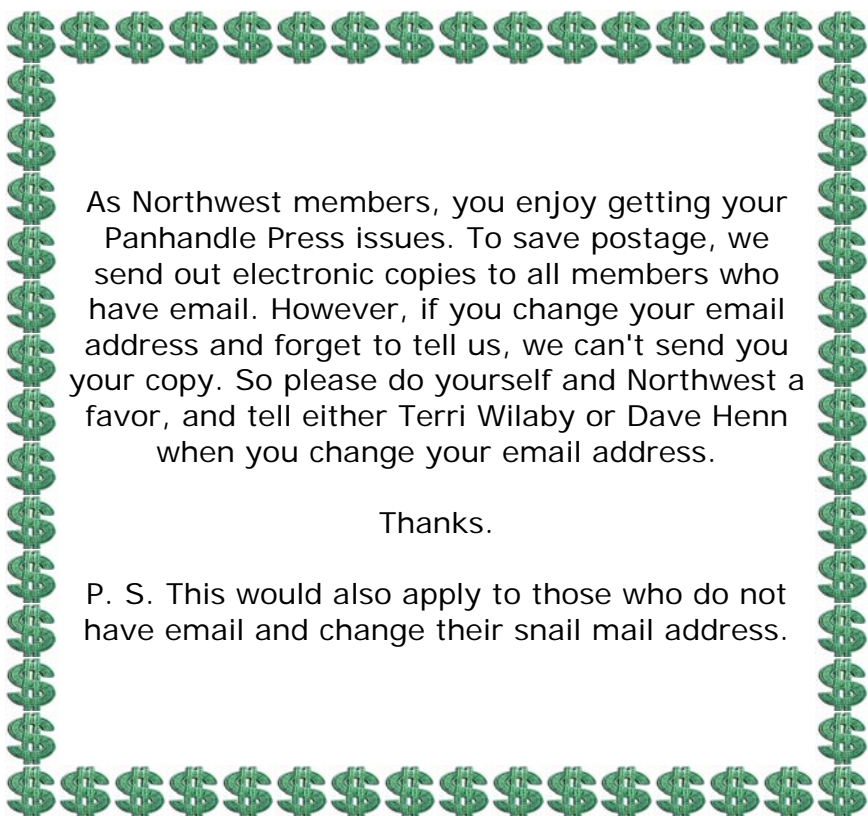 As Northwest members, you enjoy getting your
Panhandle Press issues. To save postage, we
send out electronic copies to all members who
have email. However, if you change your email
address and forget to tell us, we can't send you
your copy. So please do yourself and Northwest a
favor, and tell either Terri Wilaby or Dave Henn
when you change your email address.
Thanks.
P. S. This would also apply to those who do not
have email and change their snail mail address.